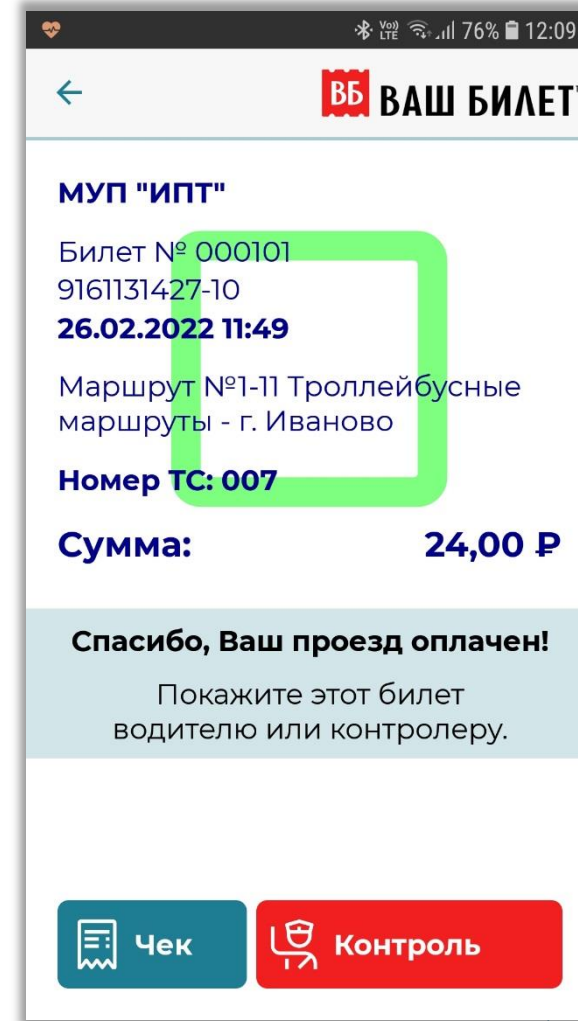 Voo)
LTE 76% 12:09
ВБ ВАШ БИЛЕТ
МУП "ИПТ"
Билет № 000101
9161131427-10
26.02.2022 11:49
Маршрут №1-11 Троллейбусные
маршруты - г. Иваново
Номер ТС: 007
Сумма: 24,00 ₽
Спасибо, Ваш проезд оплачен!
Покажите этот билет
водителю или контролеру.
Чек Контроль